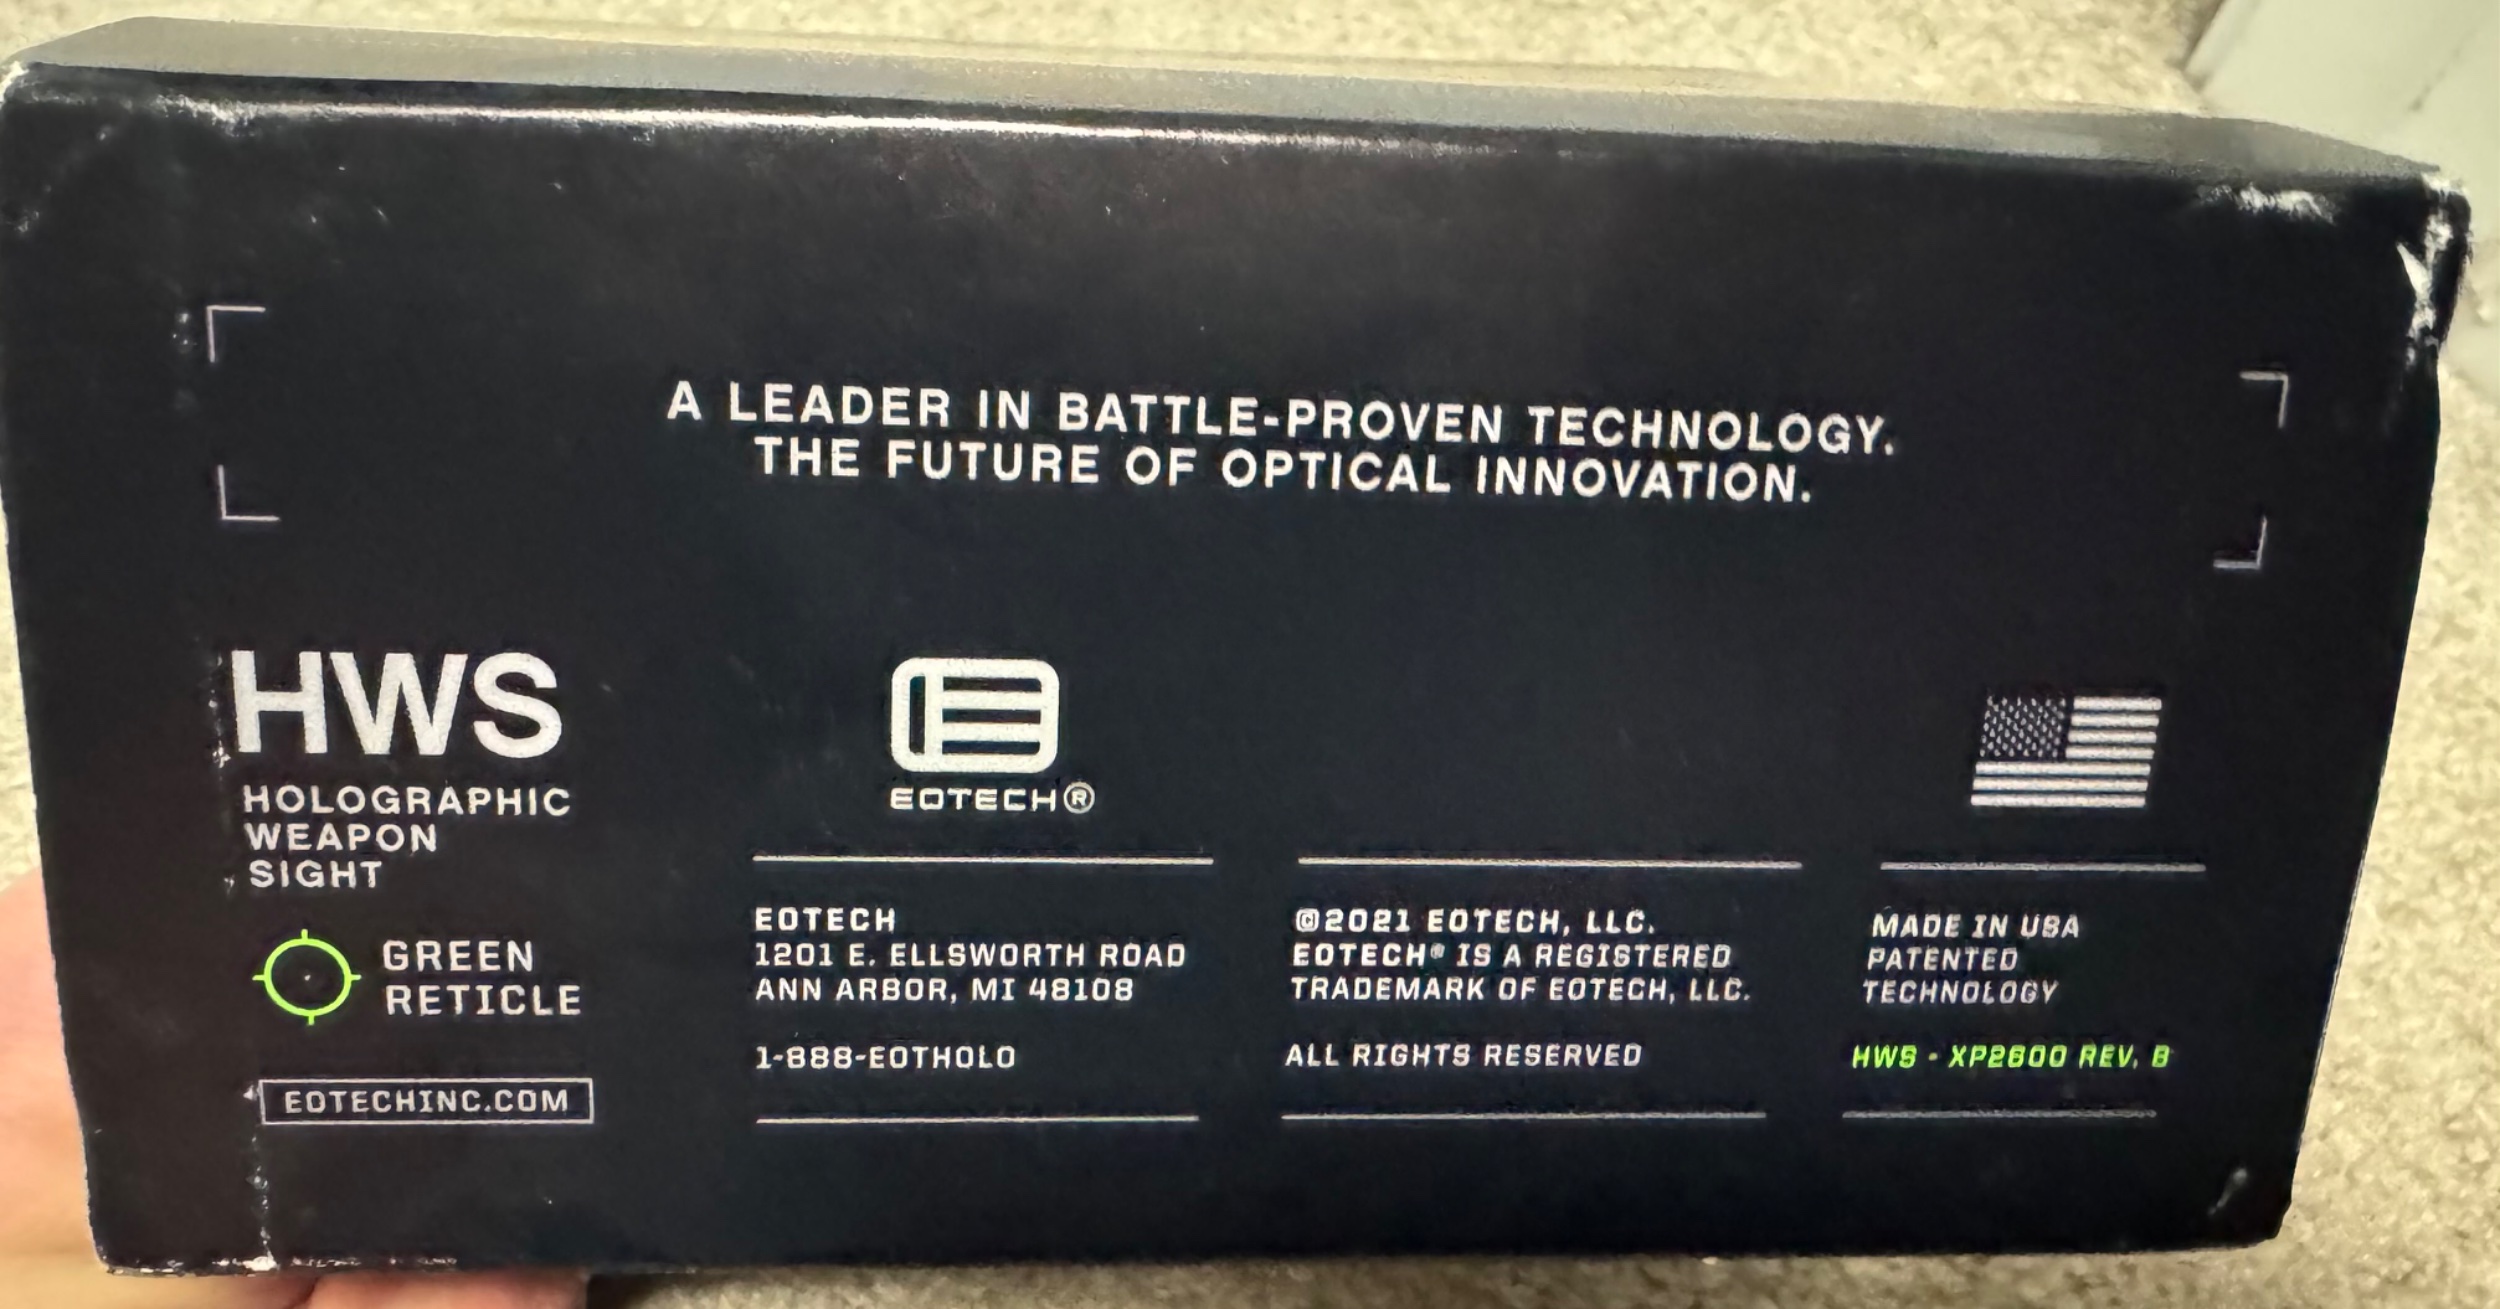 A LEADER IN BATTLE-PROVEN TECHNOLOGY.
THE FUTURE OF OPTICAL INNOVATION.
HWS
HOLOGRAPHIC
WEAPON
SIGHT
GREEN
RETICLE
EOTECHINC.COM
EOTECH®
EOTECH
1201 E. ELLSWORTH ROAD
ANN ARBOR, MI 48108
1-888-EOTHOLO
©2021 EOTECH, LLC.
EOTECH® IS A REGISTERED
TRADEMARK OF EOTECH, LLC.
ALL RIGHTS RESERVED
MADE IN USA
PATENTED
TECHNOLOGY
HWS - XP2600 REV. B